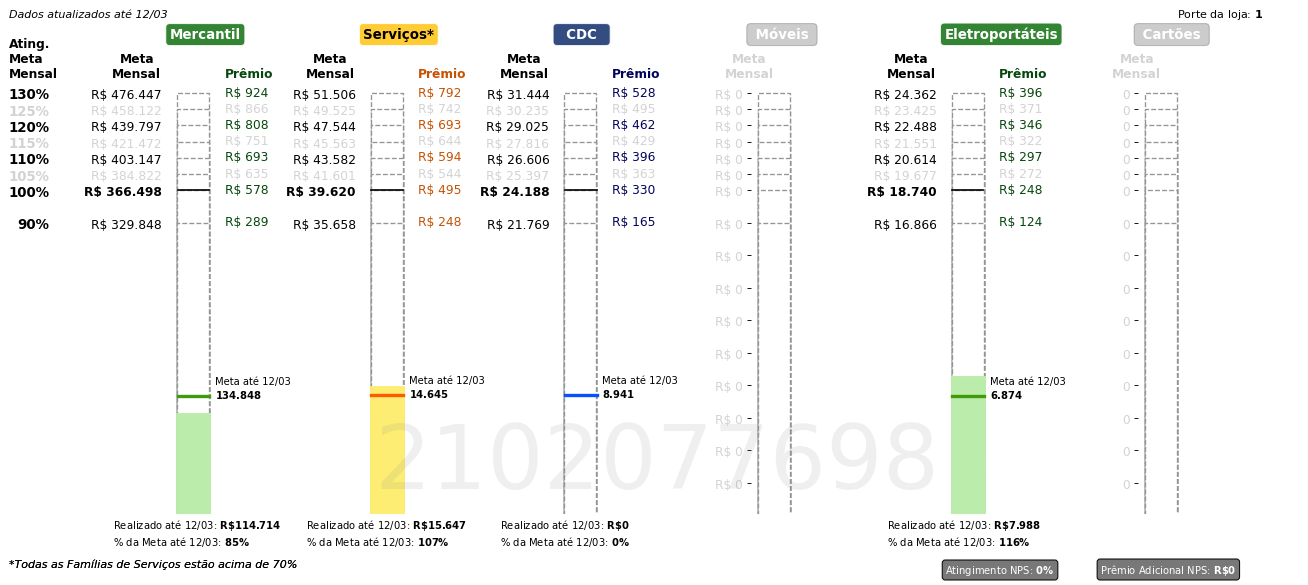 Dados atualizados até 12/03
Porte da loja: 1
Mercantil Serviços* CDC Móveis Eletroportáteis Cartões
Ating.
Meta Meta Meta Meta Meta Meta Meta
Mensal Mensal Prêmio Mensal Prêmio Mensal Prêmio Mensal Mensal Prêmio Mensal
130% R$ 476.447 R$ 924 R$ 51.506 R$ 792 R$ 31.444 R$ 528 R$ 0 R$ 24.362 R$ 396 0
125% R$ 458.122 R$ 866 R$ 49.525 R$ 742 R$ 30.235 R$ 495 R$ 0 R$ 23.425 R$ 371 0
120% R$ 439.797 R$ 808 R$ 47.544 R$ 693 R$ 29.025 R$ 462 R$ 0 R$ 22.488 R$ 346 0
115% R$ 421.472 R$ 751 R$ 45.563 R$ 644 R$ 27.816 R$ 429 R$ 0 R$ 21.551 R$ 322 0
110% R$ 403.147 R$ 693 R$ 43.582 R$ 594 R$ 26.606 R$ 396 R$ 0 R$ 20.614 R$ 297 0
105% R$ 384.822 R$ 635 R$ 41.601 R$ 544 R$ 25.397 R$ 363 R$ 0 R$ 19.677 R$ 272 0
100% R$ 366.498 R$ 578 R$ 39.620 R$ 495 R$ 24.188 R$ 330 R$ 0 R$ 18.740 R$ 248 0
90% R$ 329.848 R$ 289 R$ 35.658 R$ 248 R$ 21.769 R$ 165 R$ 0 R$ 16.866 R$ 124 0
R$ 0 0
R$ 0 0
R$ 0 0
R$ 0 0
Meta até 12/03 Meta até 12/03 Meta até 12/03 R$ 0 Meta até 12/03 0
134.848 14.645 8.941 6.874
R$ 0 0
R$ 0 0
R$ 0 0
2102077698
Realizado até 12/03: R$114.714 Realizado até 12/03: R$15.647 Realizado até 12/03: R$0 Realizado até 12/03: R$7.988
% da Meta até 12/03: 85% % da Meta até 12/03: 107% % da Meta até 12/03: 0% % da Meta até 12/03: 116%
*Todas as Famílias de Serviços estão acima de 70%
Atingimento NPS: 0% Prêmio Adicional NPS: R$0